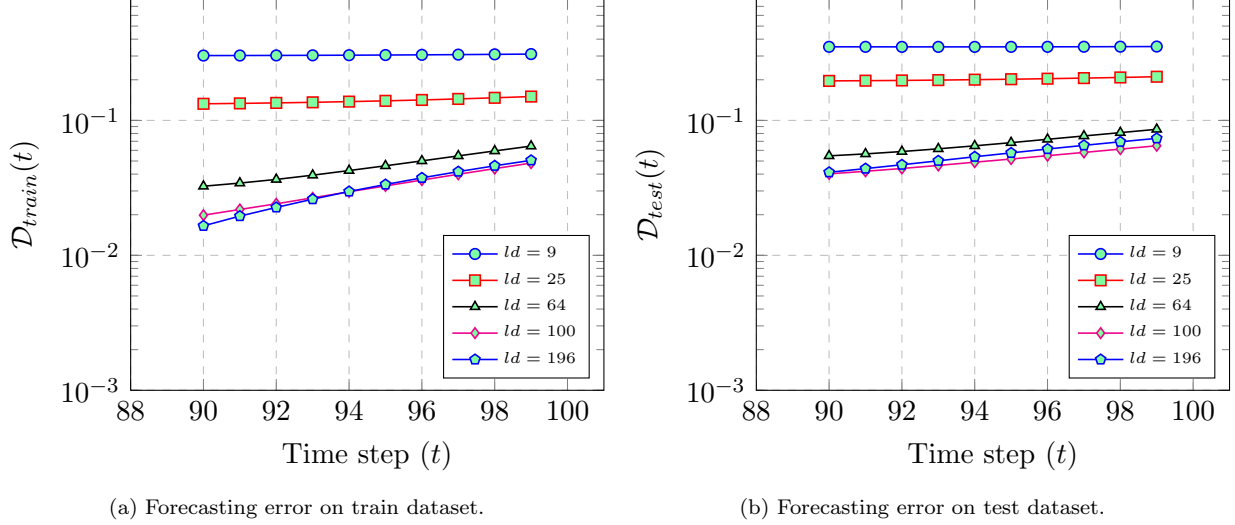 10⁻¹
10⁻²
10⁻³
88 90 92 94 96 98 100
Time step (t)
𝒟train(t)
ld = 9
ld = 25
ld = 64
ld = 100
ld = 196
(a) Forecasting error on train dataset.
10⁻¹
10⁻²
10⁻³
88 90 92 94 96 98 100
Time step (t)
𝒟test(t)
ld = 9
ld = 25
ld = 64
ld = 100
ld = 196
(b) Forecasting error on test dataset.